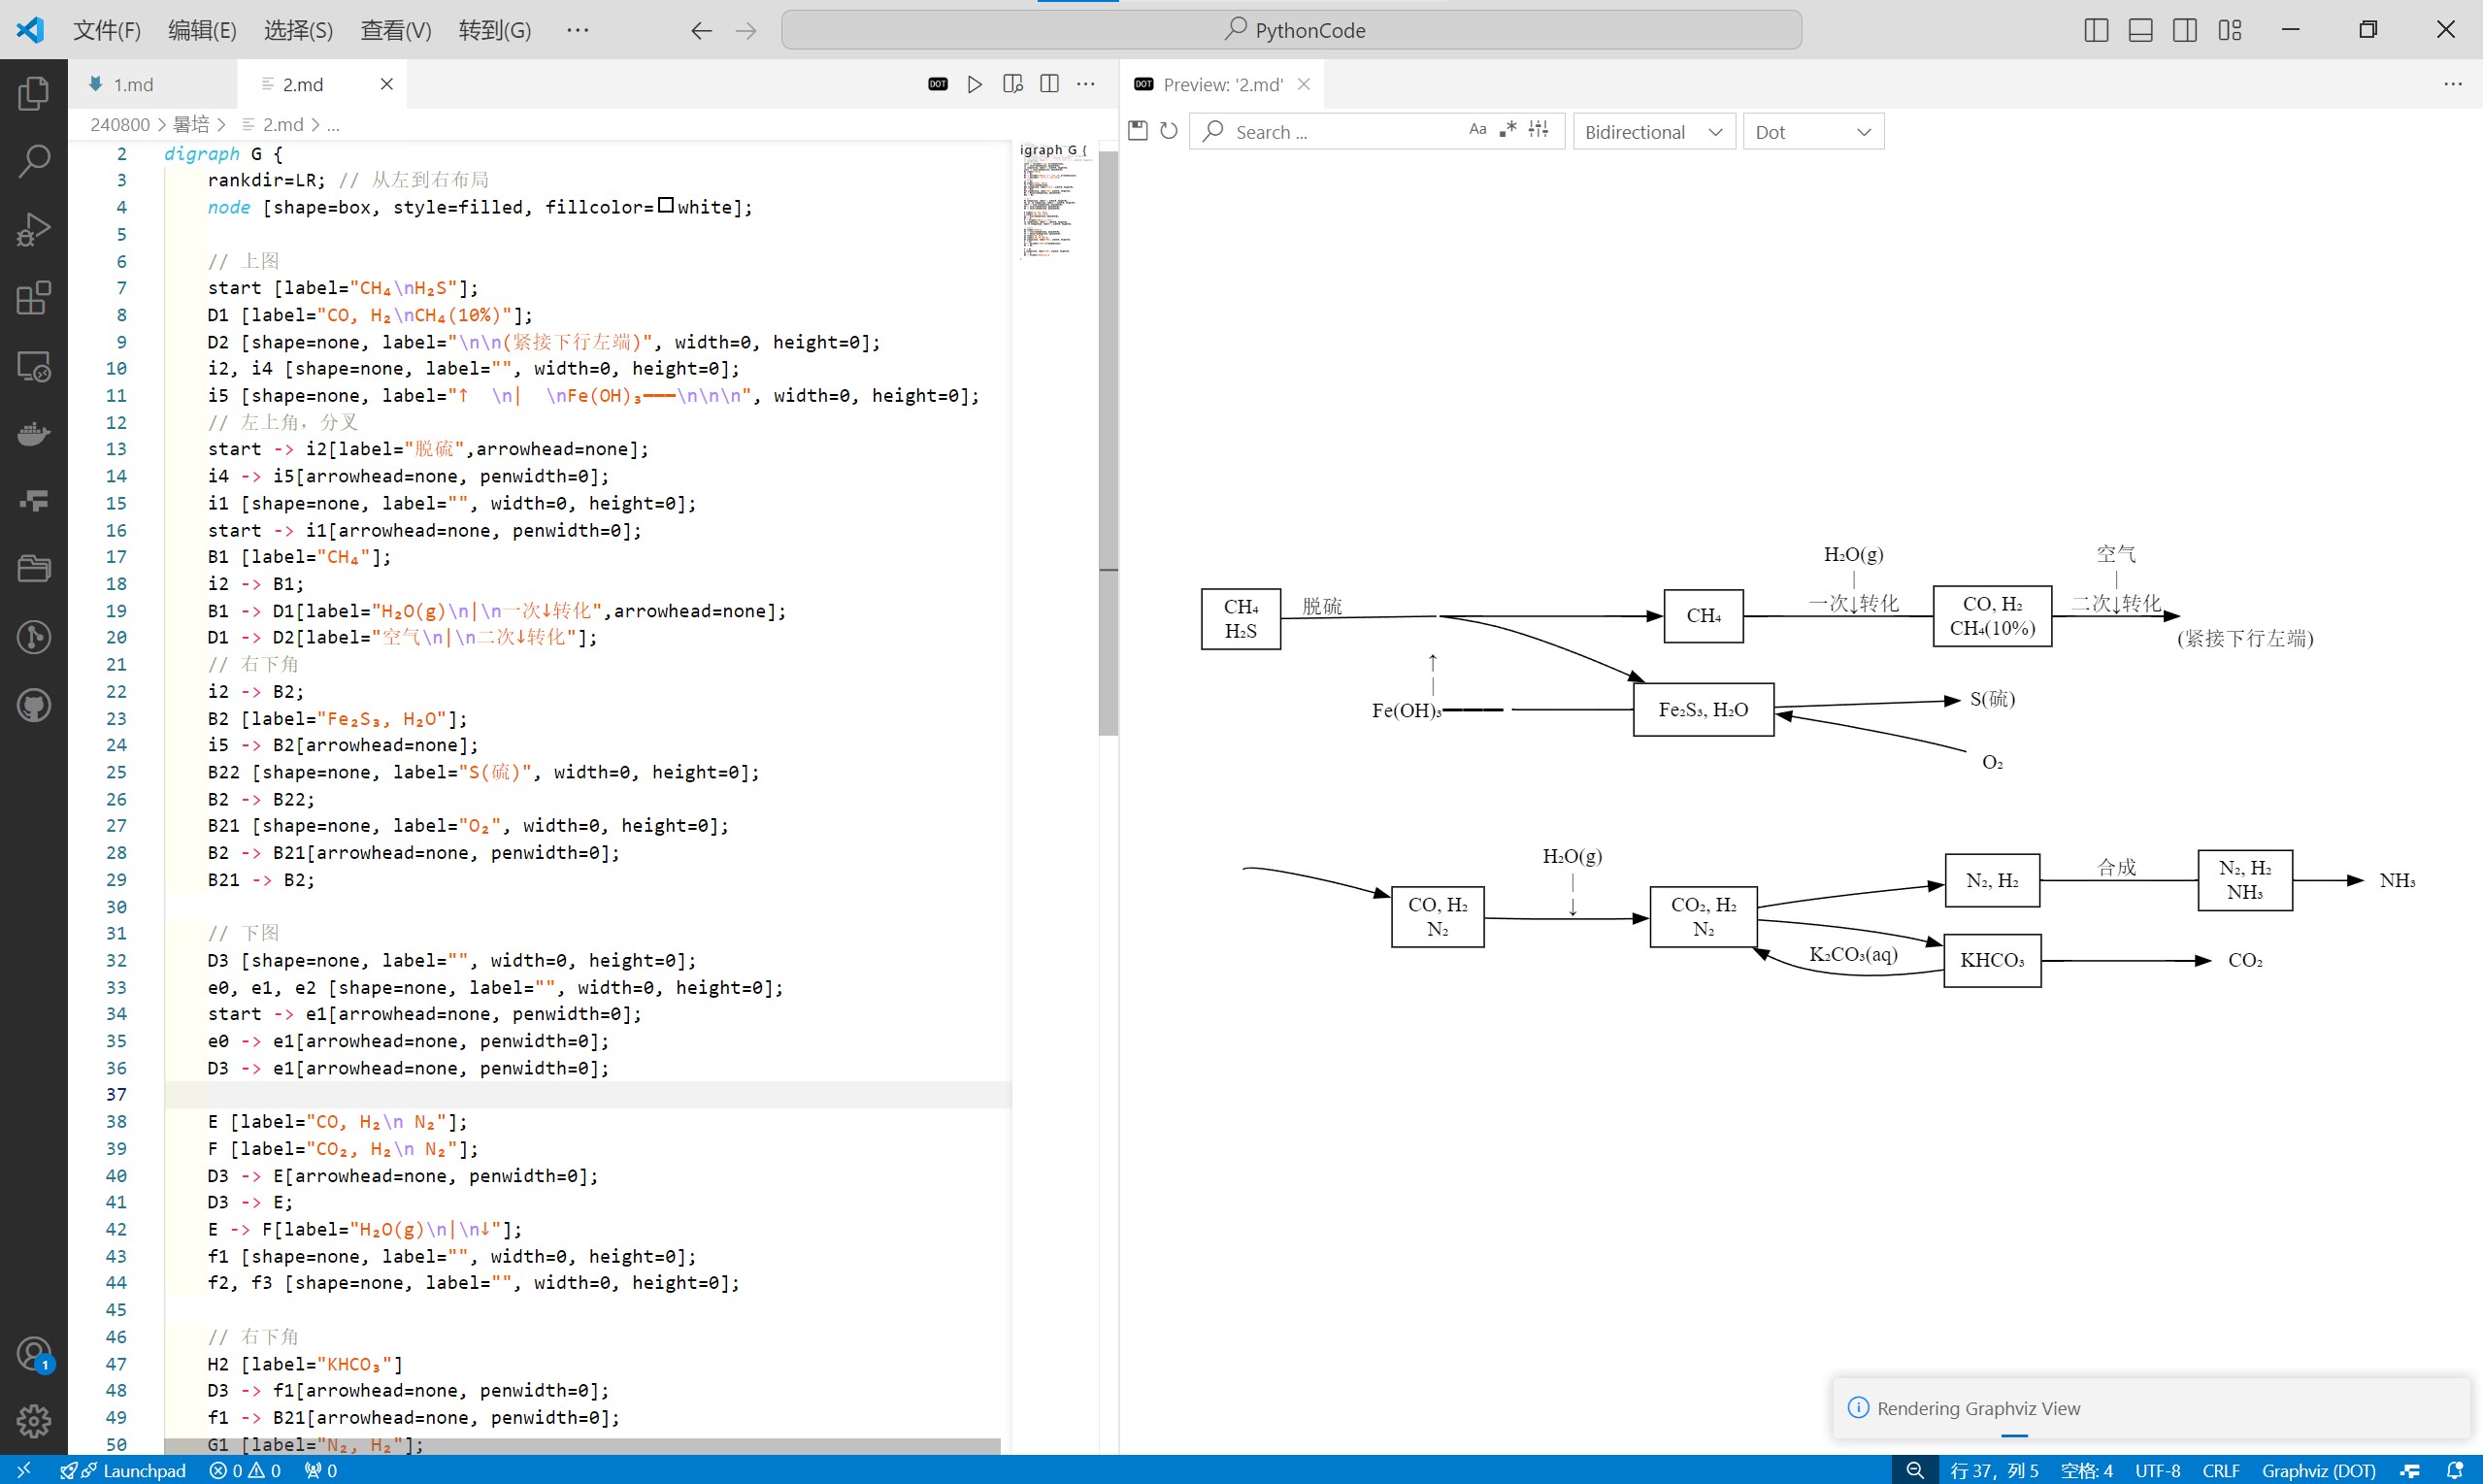 文件(F) 编辑(E) 选择(S) 查看(V) 转到(G) ···
PythonCode
1.md
2.md
Preview: '2.md'
240800 > 暑培 > 2.md > ...
Search ...
Aa
Bidirectional
Dot
2 digraph G {
3 rankdir=LR; // 从左到右布局
4 node [shape=box, style=filled, fillcolor=white];
5
6 // 上图
7 start [label="CH₄\nH₂S"];
8 D1 [label="CO, H₂\nCH₄(10%)"];
9 D2 [shape=none, label="\n\n(紧接下行左端)", width=0, height=0];
10 i2, i4 [shape=none, label="", width=0, height=0];
11 i5 [shape=none, label="↑  \n|  \nFe(OH)₃━━━\n\n\n", width=0, height=0];
12 // 左上角，分叉
13 start -> i2[label="脱硫",arrowhead=none];
14 i4 -> i5[arrowhead=none, penwidth=0];
15 i1 [shape=none, label="", width=0, height=0];
16 start -> i1[arrowhead=none, penwidth=0];
17 B1 [label="CH₄"];
18 i2 -> B1;
19 B1 -> D1[label="H₂O(g)\n|\n一次↓转化",arrowhead=none];
20 D1 -> D2[label="空气\n|\n二次↓转化"];
21 // 右下角
22 i2 -> B2;
23 B2 [label="Fe₂S₃, H₂O"];
24 i5 -> B2[arrowhead=none];
25 B22 [shape=none, label="S(硫)", width=0, height=0];
26 B2 -> B22;
27 B21 [shape=none, label="O₂", width=0, height=0];
28 B2 -> B21[arrowhead=none, penwidth=0];
29 B21 -> B2;
30
31 // 下图
32 D3 [shape=none, label="", width=0, height=0];
33 e0, e1, e2 [shape=none, label="", width=0, height=0];
34 start -> e1[arrowhead=none, penwidth=0];
35 e0 -> e1[arrowhead=none, penwidth=0];
36 D3 -> e1[arrowhead=none, penwidth=0];
37
38 E [label="CO, H₂\n N₂"];
39 F [label="CO₂, H₂\n N₂"];
40 D3 -> E[arrowhead=none, penwidth=0];
41 D3 -> E;
42 E -> F[label="H₂O(g)\n|\n↓"];
43 f1 [shape=none, label="", width=0, height=0];
44 f2, f3 [shape=none, label="", width=0, height=0];
45
46 // 右下角
47 H2 [label="KHCO₃"]
48 D3 -> f1[arrowhead=none, penwidth=0];
49 f1 -> B21[arrowhead=none, penwidth=0];
50 G1 [label="N₂, H₂"];
igraph G {
CH₄
H₂S
脱硫
CH₄
H₂O(g)
|
一次↓转化
CO, H₂
CH₄(10%)
空气
|
二次↓转化
(紧接下行左端)
↑
|
Fe(OH)₃━━━
Fe₂S₃, H₂O
S(硫)
O₂
CO, H₂
N₂
H₂O(g)
|
↓
CO₂, H₂
N₂
N₂, H₂
合成
N₂, H₂
NH₃
NH₃
K₂CO₃(aq)
KHCO₃
CO₂
Rendering Graphviz View
1
Launchpad
0 0
0
行 37，列 5
空格: 4
UTF-8
CRLF
Graphviz (DOT)